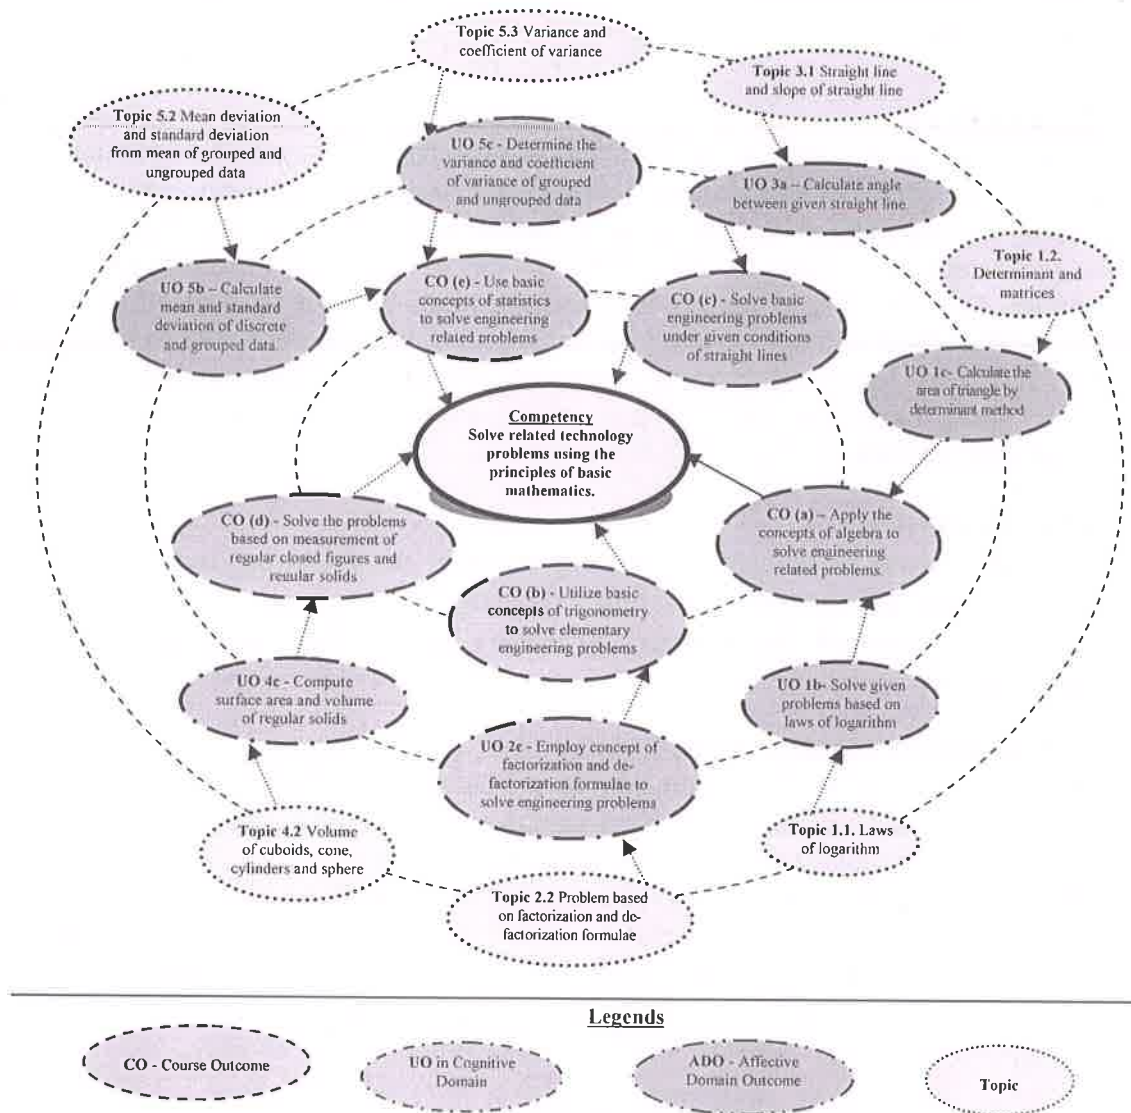 Topic 5.3 Variance and
coefficient of variance
Topic 3.1 Straight line
and slope of straight line
Topic 5.2 Mean deviation
and standard deviation
from mean of grouped and
ungrouped data
UO 5c - Determine the
variance and coefficient
of variance of grouped
and ungrouped data
UO 3a – Calculate angle
between given straight line.
Topic 1.2.
Determinant and
matrices
UO 5b – Calculate
mean and standard
deviation of discrete
and grouped data.
CO (e) - Use basic
concepts of statistics
to solve engineering
related problems
CO (c) - Solve basic
engineering problems
under given conditions
of straight lines
UO 1c- Calculate the
area of triangle by
determinant method
Competency
Solve related technology
problems using the
principles of basic
mathematics.
CO (d) - Solve the problems
based on measurement of
regular closed figures and
regular solids
CO (a) – Apply the
concepts of algebra to
solve engineering
related problems.
CO (b) - Utilize basic
concepts of trigonometry
to solve elementary
engineering problems
UO 4c - Compute
surface area and volume
of regular solids
UO 1b- Solve given
problems based on
laws of logarithm
UO 2c - Employ concept of
factorization and de-
factorization formulae to
solve engineering problems
Topic 4.2 Volume
of cuboids, cone,
cylinders and sphere
Topic 1.1. Laws
of logarithm
Topic 2.2 Problem based
on factorization and de-
factorization formulae
Legends
CO - Course Outcome
UO in Cognitive
Domain
ADO - Affective
Domain Outcome
Topic